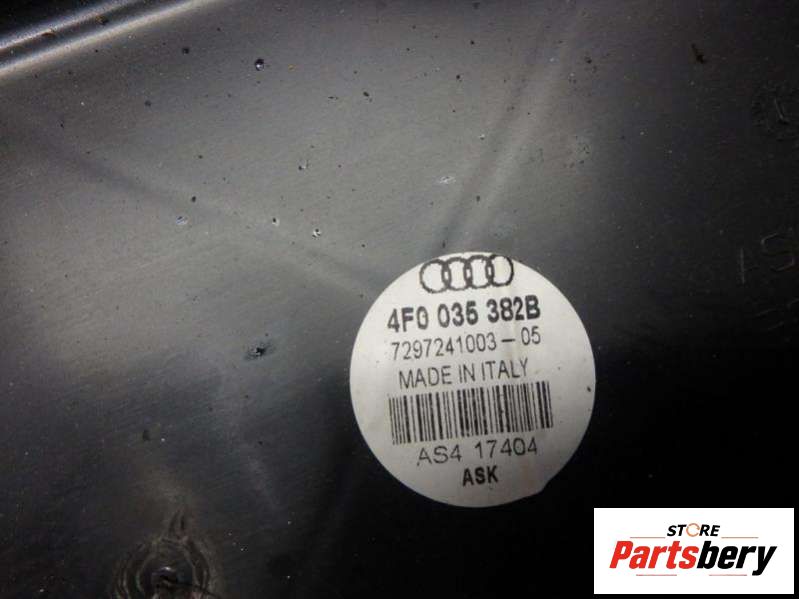 4F0 035 382B
7297241003-05
MADE IN ITALY
AS4 17404
ASK
STORE
Partsbery